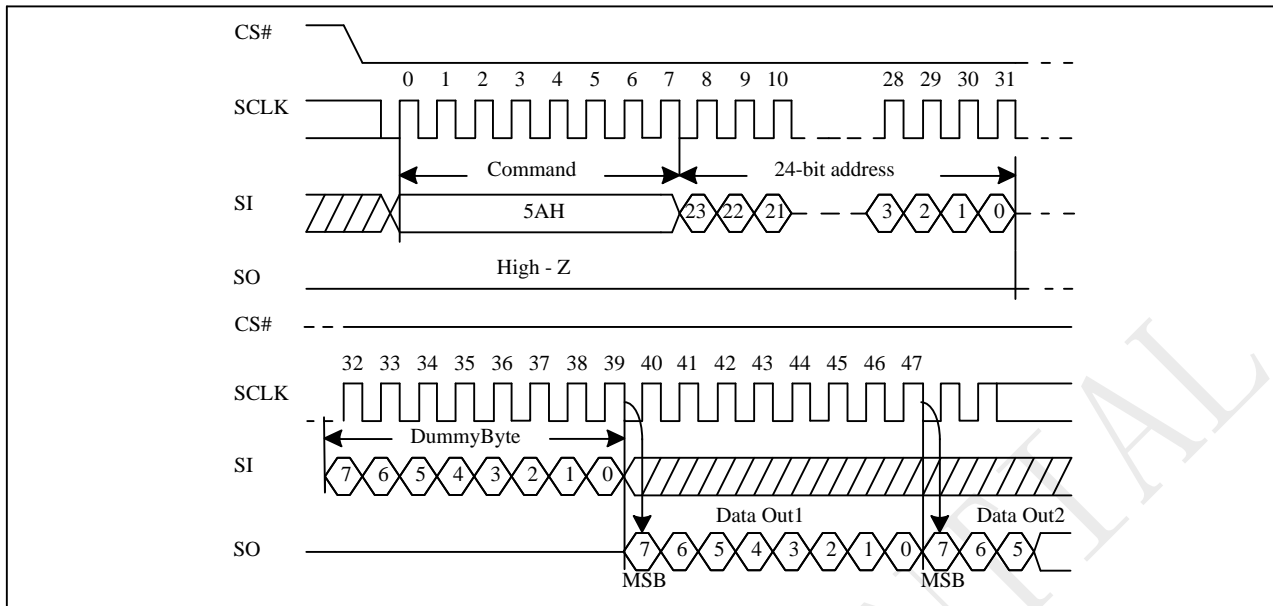 CS#
0 1 2 3 4 5 6 7 8 9 10 28 29 30 31
SCLK
Command 24-bit address
SI
5AH 23 22 21 3 2 1 0
High - Z
SO
CS#
32 33 34 35 36 37 38 39 40 41 42 43 44 45 46 47
SCLK
DummyByte
SI
7 6 5 4 3 2 1 0
Data Out1 Data Out2
SO
7 6 5 4 3 2 1 0 7 6 5
MSB MSB